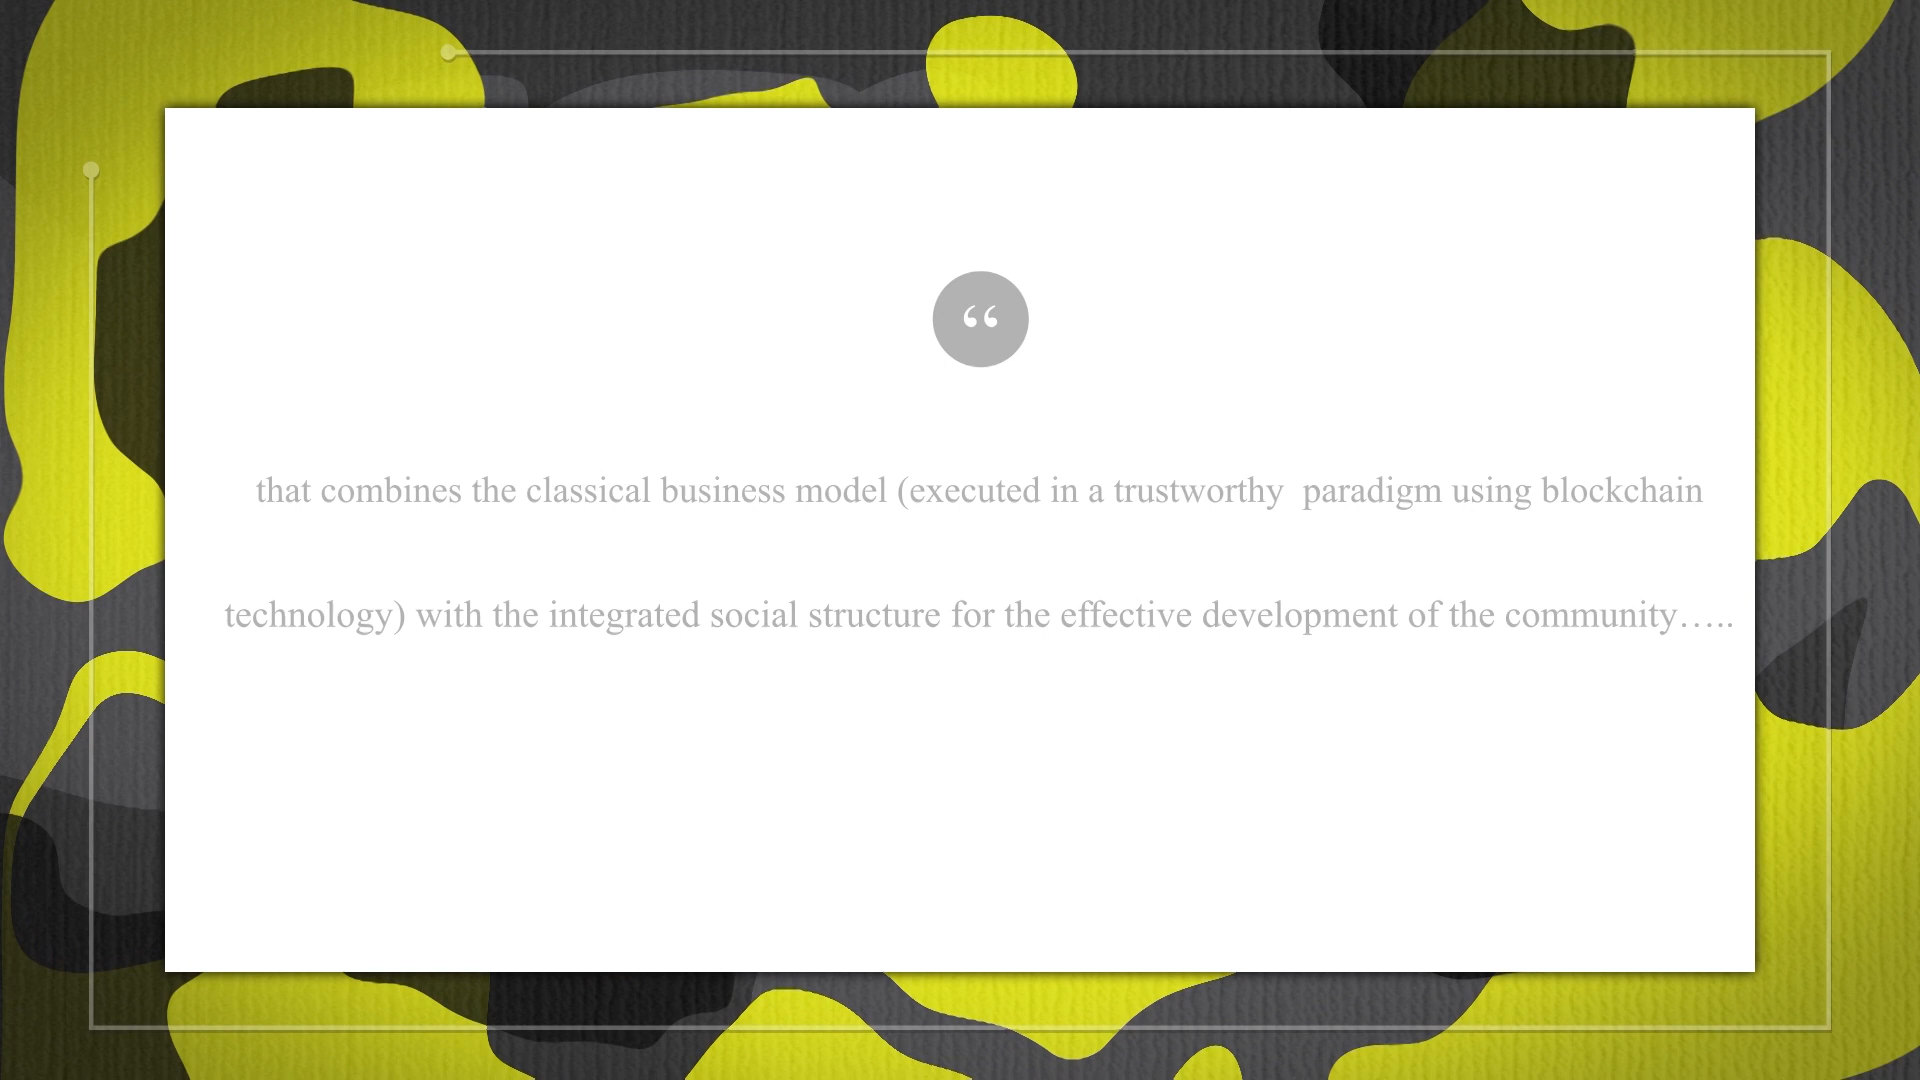 “
that combines the classical business model (executed in a trustworthy  paradigm using blockchain
technology) with the integrated social structure for the effective development of the community…..